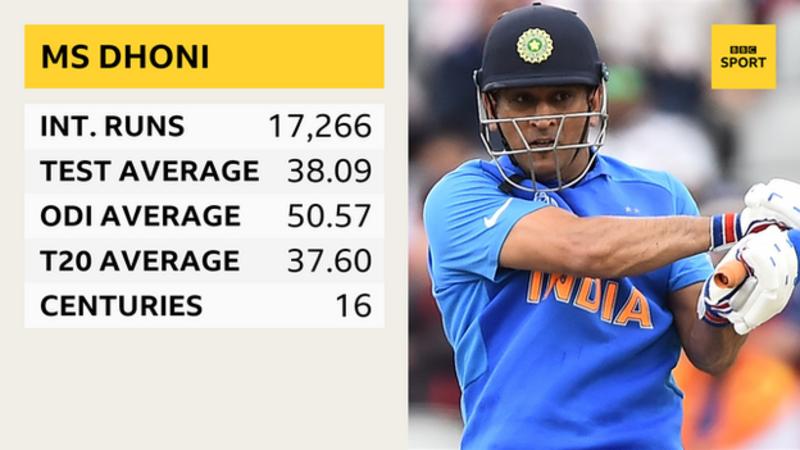 MS DHONI
INT. RUNS 17,266
TEST AVERAGE 38.09
ODI AVERAGE 50.57
T20 AVERAGE 37.60
CENTURIES 16
BBC
SPORT
INDIA